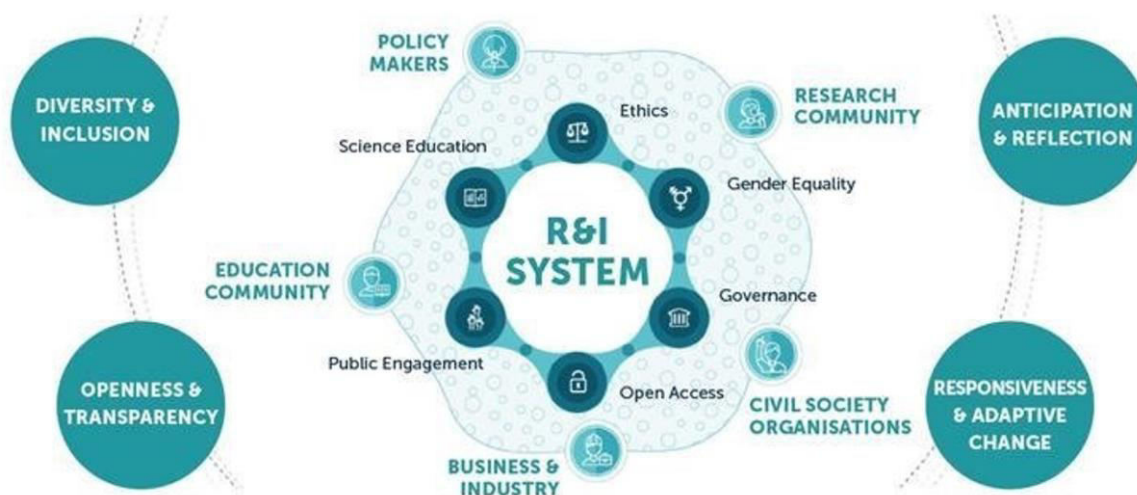 POLICY
MAKERS
DIVERSITY &
INCLUSION
Ethics
RESEARCH
COMMUNITY
ANTICIPATION
& REFLECTION
Science Education
Gender Equality
R&I
SYSTEM
EDUCATION
COMMUNITY
Governance
Public Engagement
Open Access
OPENNESS &
TRANSPARENCY
CIVIL SOCIETY
ORGANISATIONS
RESPONSIVENESS
& ADAPTIVE
CHANGE
BUSINESS &
INDUSTRY